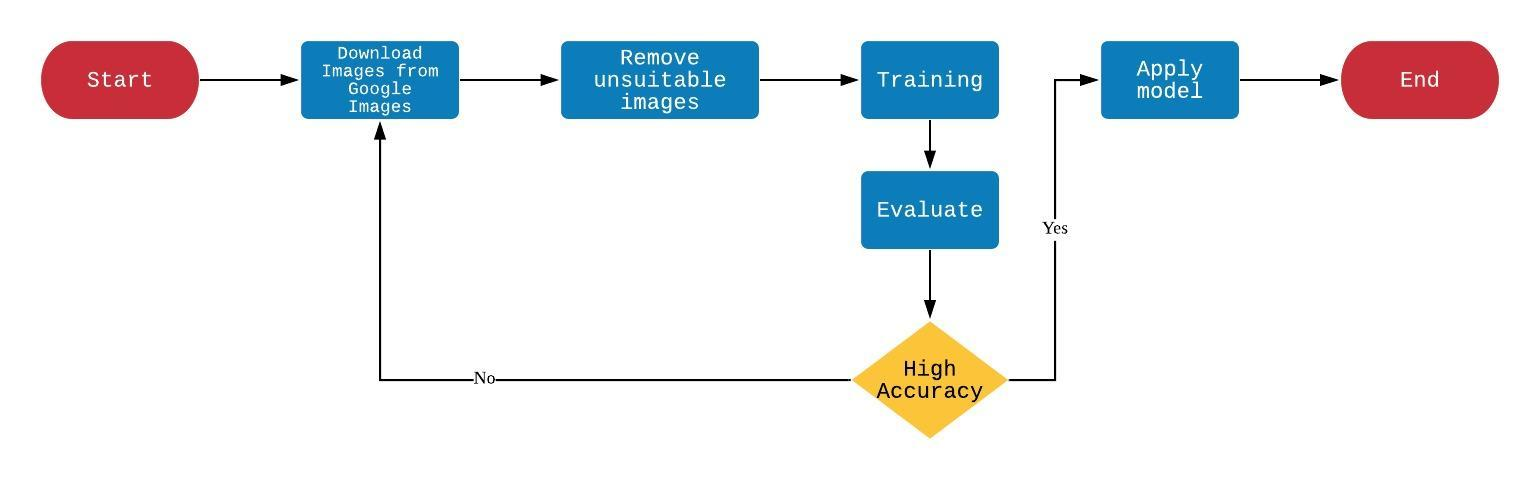 Start
Download
Images from
Google
Images
Remove
unsuitable
images
Training
Apply
model
End
Evaluate
Yes
High
Accuracy
No